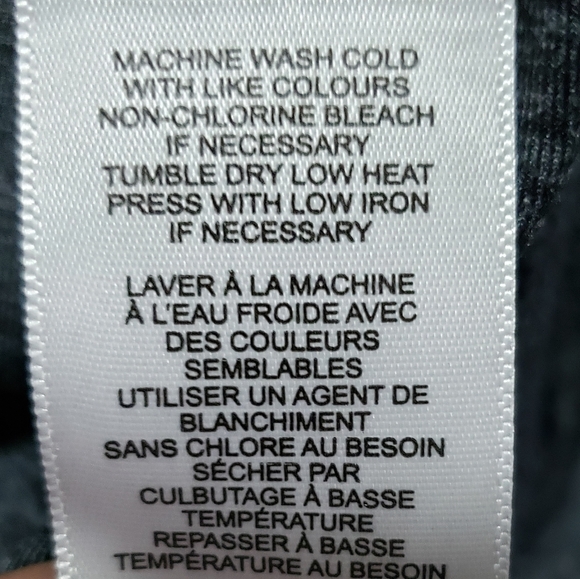 MACHINE WASH COLD
WITH LIKE COLOURS
NON-CHLORINE BLEACH
IF NECESSARY
TUMBLE DRY LOW HEAT
PRESS WITH LOW IRON
IF NECESSARY
LAVER À LA MACHINE
À L'EAU FROIDE AVEC
DES COULEURS
SEMBLABLES
UTILISER UN AGENT DE
BLANCHIMENT
SANS CHLORE AU BESOIN
SÉCHER PAR
CULBUTAGE À BASSE
TEMPÉRATURE
REPASSER À BASSE
TEMPÉRATURE AU BESOIN